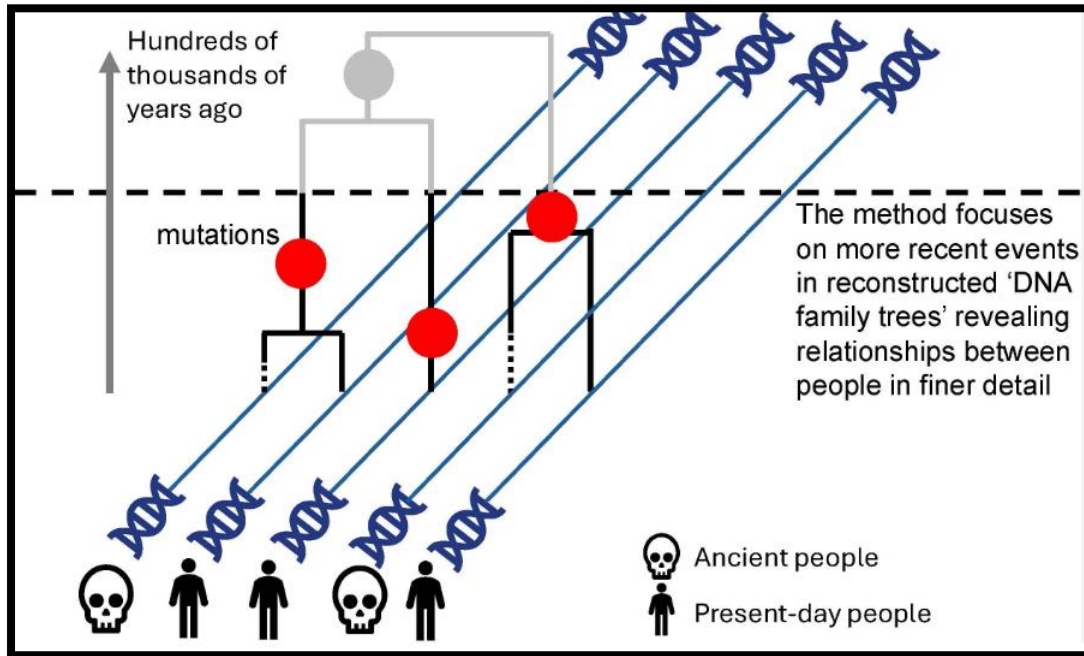 Hundreds of
thousands of
years ago
mutations
The method focuses
on more recent events
in reconstructed ‘DNA
family trees’ revealing
relationships between
people in finer detail
Ancient people
Present-day people